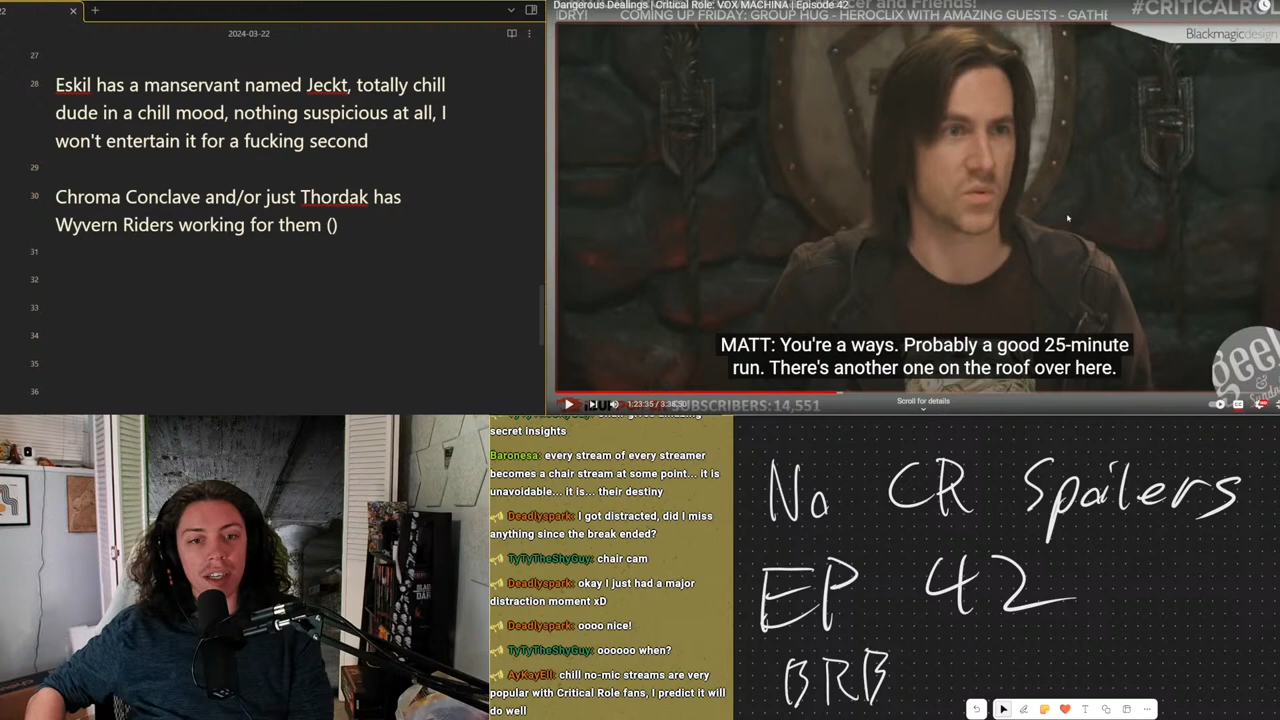 2024-03-22
27
28
Eskil has a manservant named Jeckt, totally chill
dude in a chill mood, nothing suspicious at all, I
won't entertain it for a fucking second
29
30
Chroma Conclave and/or just Thordak has
Wyvern Riders working for them ()
31
32
33
34
35
36
Dangerous Dealings | Critical Role: VOX MACHINA | Episode 42
COMING UP FRIDAY: GROUP HUG - HEROCLIX WITH AMAZING GUESTS - GATHI
#CRITICALROL
Blackmagicdesign
MATT: You're a ways. Probably a good 25-minute
run. There's another one on the roof over here.
geek
&
1:23:35 / 3:38:50
SUBSCRIBERS: 14,551
Scroll for details
secret insights
Baronesa: every stream of every streamer
becomes a chair stream at some point... it is
unavoidable... it is... their destiny
Deadlyspark: I got distracted, did I miss
anything since the break ended?
TyTyTheShyGuy: chair cam
Deadlyspark: okay I just had a major
distraction moment xD
Deadlyspark: oooo nice!
TyTyTheShyGuy: oooooo when?
AyKayEll: chill no-mic streams are very
popular with Critical Role fans, I predict it will
do well
No CR Spoilers
EP 42
BRB